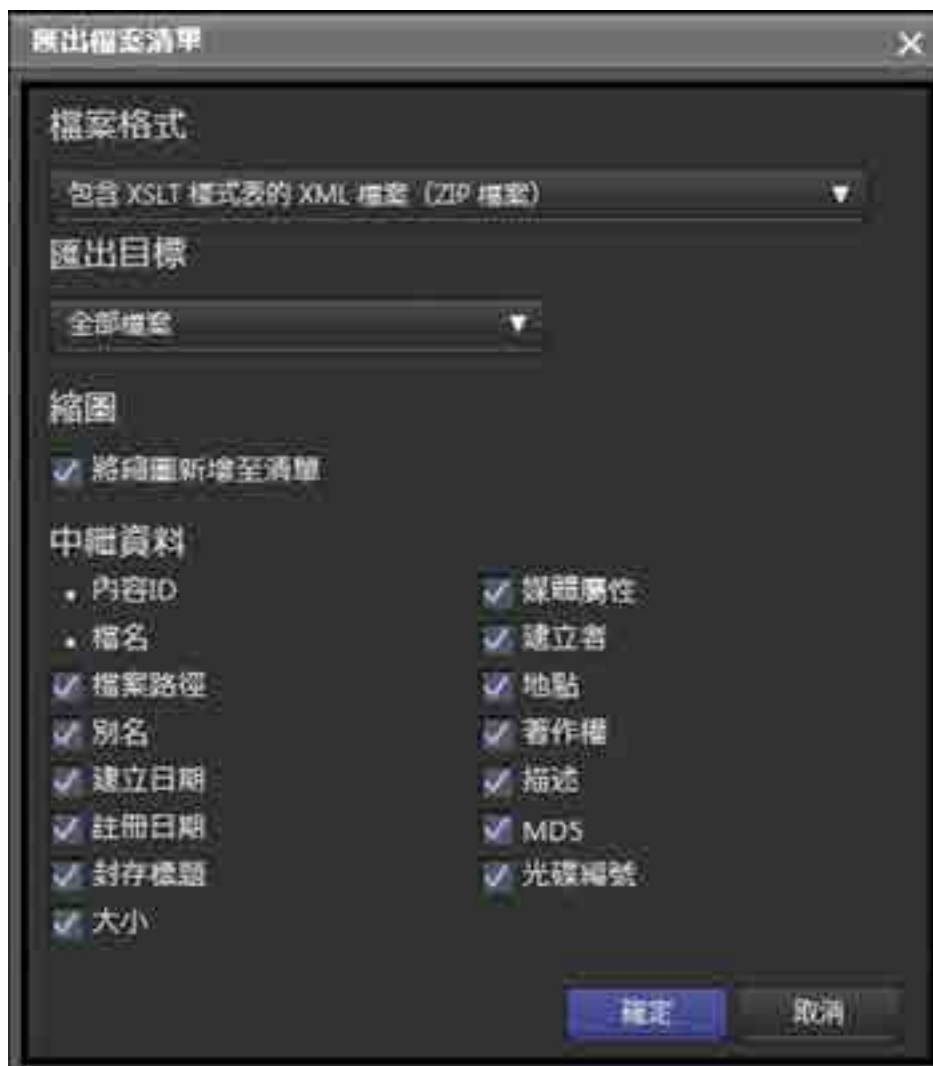 匯出檔案清單
檔案格式
包含 XSLT 樣式表的 XML 檔案（ZIP 檔案）
匯出目標
全部檔案
縮圖
將縮圖新增至清單
中繼資料
• 內容ID
• 檔名
檔案路徑
別名
建立日期
註冊日期
封存標題
大小
媒體屬性
建立者
地點
著作權
描述
MD5
光碟編號
確定
取消